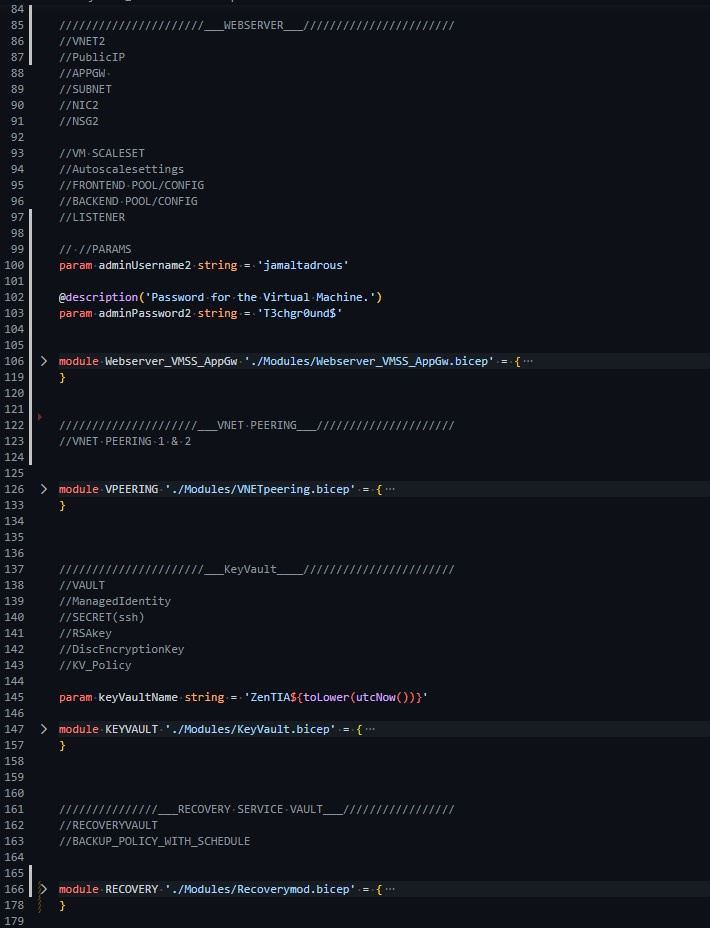 84
85 //////////////////////___WEBSERVER___///////////////////////
86 //VNET2
87 //PublicIP
88 //APPGW
89 //SUBNET
90 //NIC2
91 //NSG2
92
93 //VM SCALESET
94 //Autoscalesettings
95 //FRONTEND POOL/CONFIG
96 //BACKEND POOL/CONFIG
97 //LISTENER
98
99 // //PARAMS
100 param adminUsername2 string = 'jamaltadrous'
101
102 @description('Password for the Virtual Machine.')
103 param adminPassword2 string = 'T3chgr0und$'
104
105
106 module Webserver_VMSS_AppGw './Modules/Webserver_VMSS_AppGw.bicep' = {···
119 }
120
121
122 /////////////////////___VNET PEERING___/////////////////////
123 //VNET PEERING 1 & 2
124
125
126 module VPEERING './Modules/VNETpeering.bicep' = {···
133 }
134
135
136
137 //////////////////////___KeyVault____///////////////////////
138 //VAULT
139 //ManagedIdentity
140 //SECRET(ssh)
141 //RSAkey
142 //DiscEncryptionKey
143 //KV_Policy
144
145 param keyVaultName string = 'ZenTIA${toLower(utcNow())}'
146
147 module KEYVAULT './Modules/KeyVault.bicep' = {···
157 }
158
159
160
161 ///////////////___RECOVERY SERVICE VAULT___/////////////////
162 //RECOVERYVAULT
163 //BACKUP_POLICY_WITH_SCHEDULE
164
165
166 module RECOVERY './Modules/Recoverymod.bicep' = {···
178 }
179